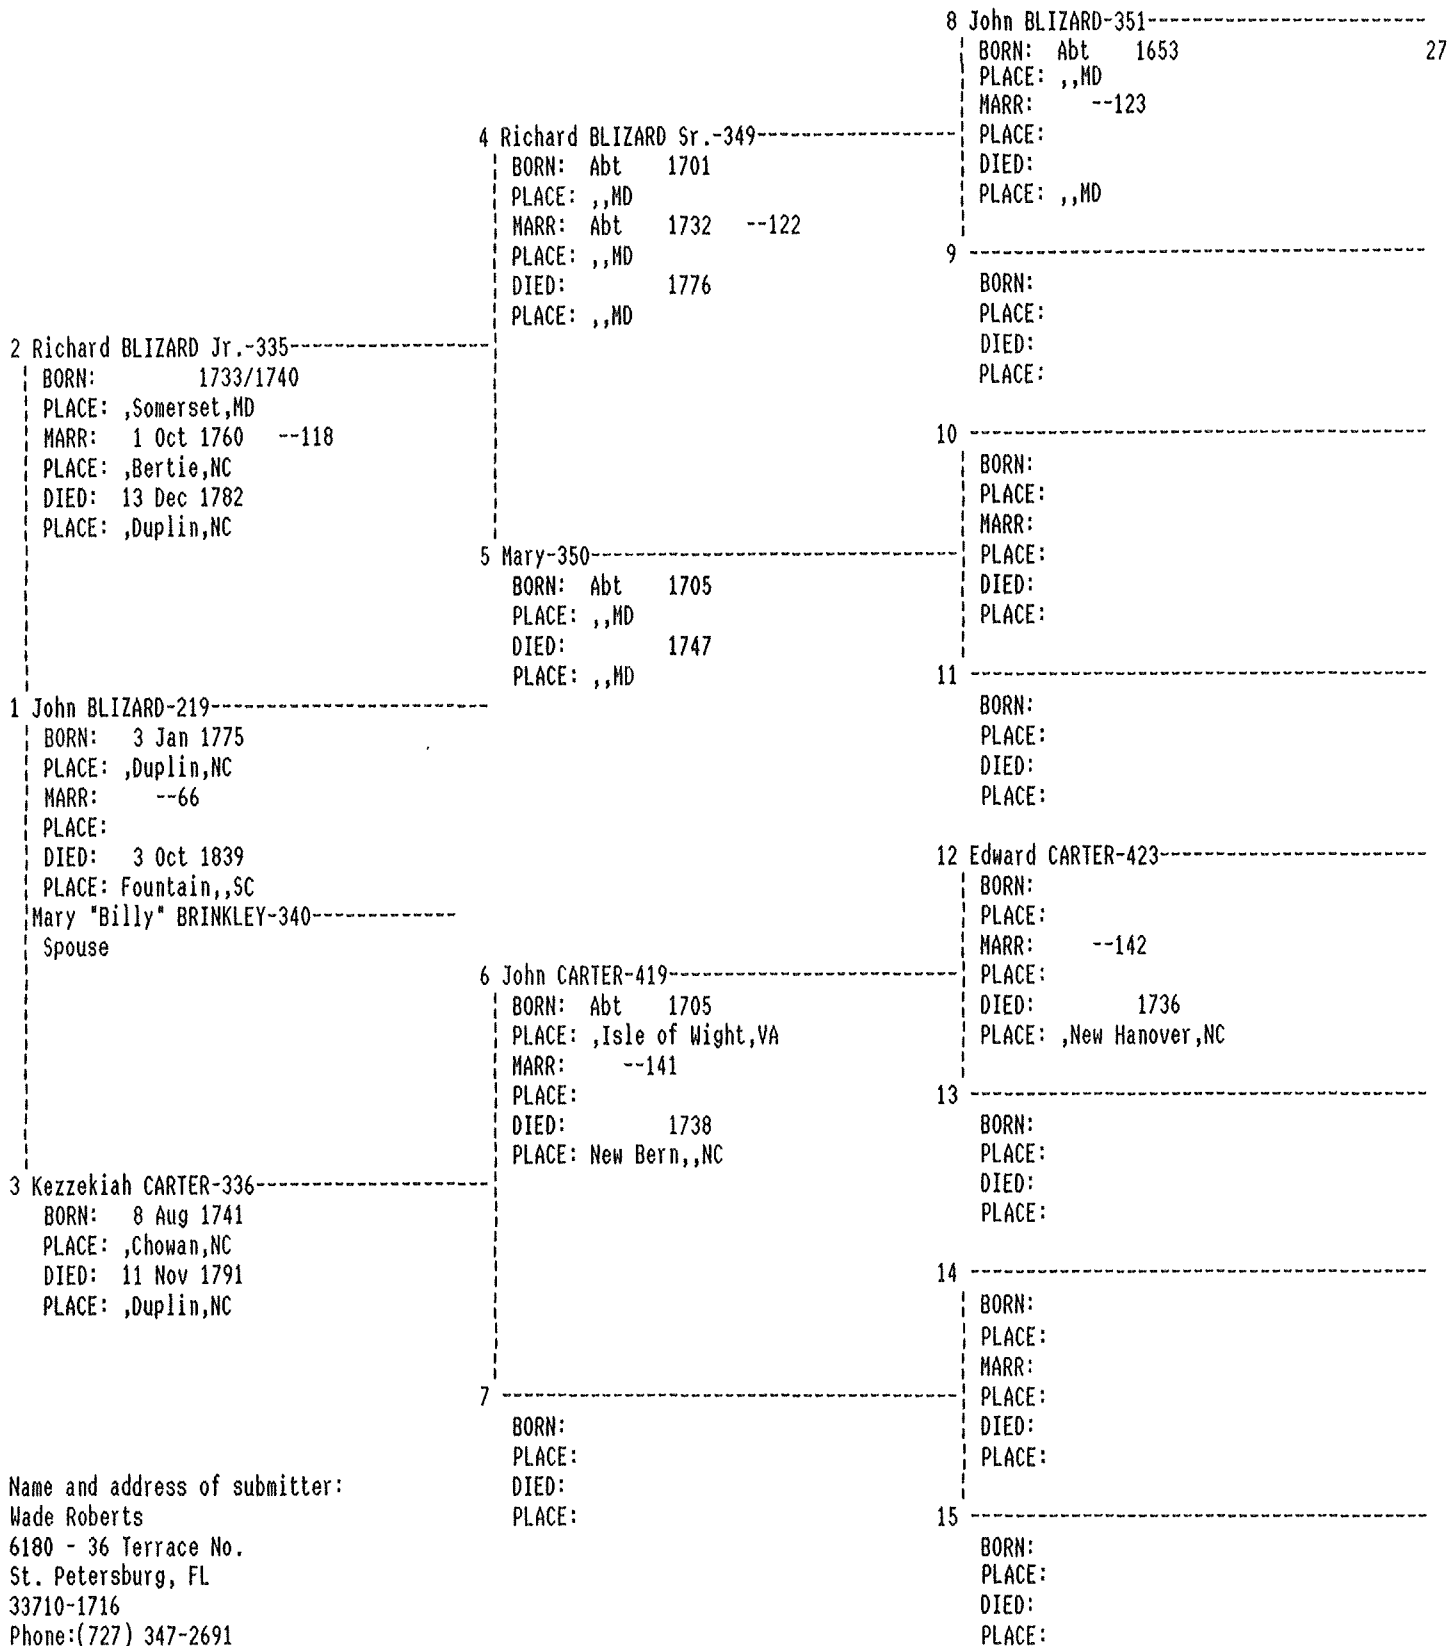 8 John BLIZARD-351
BORN: Abt 1653 27
PLACE: ,,MD
MARR: --123
PLACE:
DIED:
PLACE: ,,MD
4 Richard BLIZARD Sr.-349
BORN: Abt 1701
PLACE: ,,MD
MARR: Abt 1732 --122
PLACE: ,,MD
DIED: 1776
PLACE: ,,MD
9
BORN:
PLACE:
DIED:
PLACE:
2 Richard BLIZARD Jr.-335
BORN: 1733/1740
PLACE: ,Somerset,MD
MARR: 1 Oct 1760 --118
PLACE: ,Bertie,NC
DIED: 13 Dec 1782
PLACE: ,Duplin,NC
10
BORN:
PLACE:
MARR:
PLACE:
DIED:
PLACE:
5 Mary-350
BORN: Abt 1705
PLACE: ,,MD
DIED: 1747
PLACE: ,,MD
11
BORN:
PLACE:
DIED:
PLACE:
1 John BLIZARD-219
BORN: 3 Jan 1775
PLACE: ,Duplin,NC
MARR: --66
PLACE:
DIED: 3 Oct 1839
PLACE: Fountain,,SC
Mary "Billy" BRINKLEY-340
Spouse
12 Edward CARTER-423
BORN:
PLACE:
MARR: --142
PLACE:
DIED: 1736
PLACE: ,New Hanover,NC
6 John CARTER-419
BORN: Abt 1705
PLACE: ,Isle of Wight,VA
MARR: --141
PLACE:
DIED: 1738
PLACE: New Bern,,NC
13
BORN:
PLACE:
DIED:
PLACE:
3 Kezzekiah CARTER-336
BORN: 8 Aug 1741
PLACE: ,Chowan,NC
DIED: 11 Nov 1791
PLACE: ,Duplin,NC
14
BORN:
PLACE:
MARR:
PLACE:
DIED:
PLACE:
7
BORN:
PLACE:
DIED:
PLACE:
15
BORN:
PLACE:
DIED:
PLACE:
Name and address of submitter:
Wade Roberts
6180 - 36 Terrace No.
St. Petersburg, FL
33710-1716
Phone:(727) 347-2691